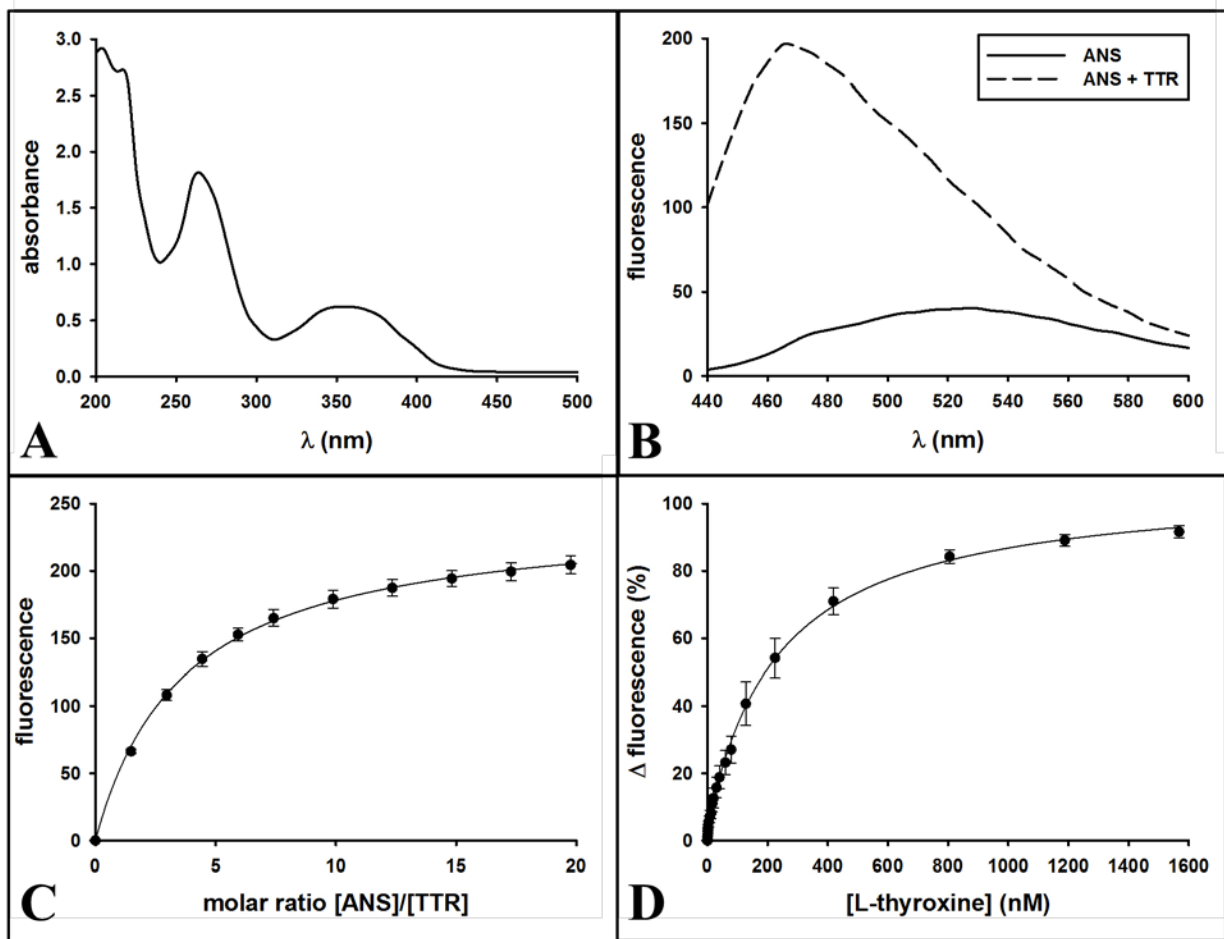 3.0
2.5
2.0
1.5
1.0
0.5
0.0
absorbance
200 250 300 350 400 450 500
λ (nm)
A
200
150
100
50
0
fluorescence
ANS
ANS + TTR
440 460 480 500 520 540 560 580 600
λ (nm)
B
250
200
150
100
50
0
fluorescence
0 5 10 15 20
molar ratio [ANS]/[TTR]
C
100
80
60
40
20
0
Δ fluorescence (%)
0 200 400 600 800 1000 1200 1400 1600
[L-thyroxine] (nM)
D